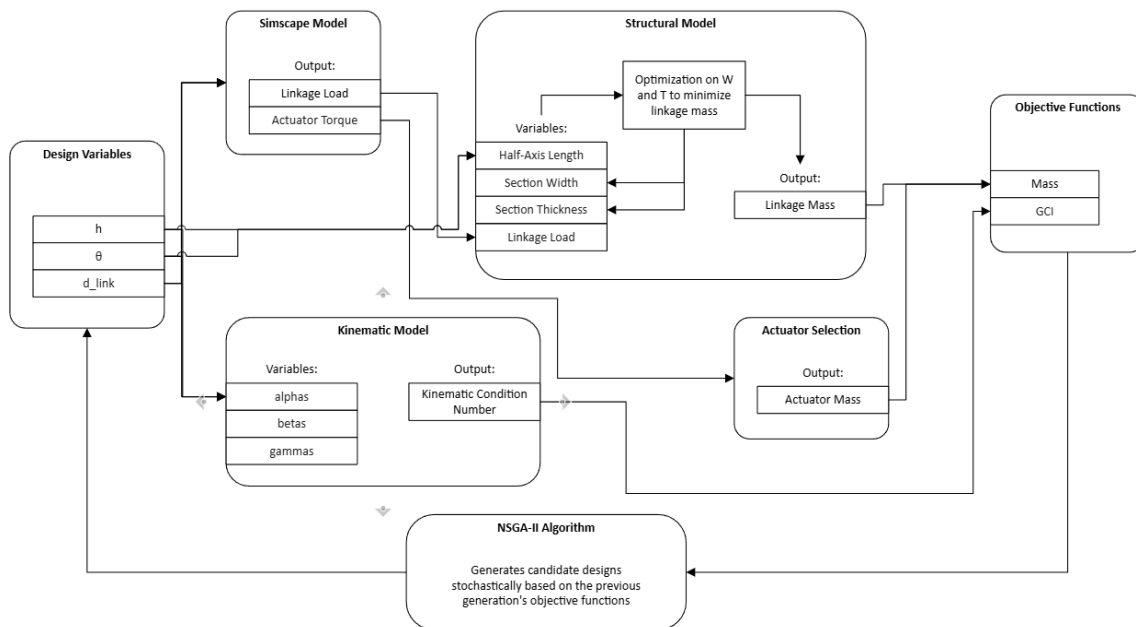 Simscape Model
Output:
Linkage Load
Actuator Torque
Structural Model
Optimization on W
and T to minimize
linkage mass
Variables:
Half-Axis Length
Section Width
Section Thickness
Linkage Load
Output:
Linkage Mass
Objective Functions
Mass
GCI
Design Variables
h
θ
d_link
Kinematic Model
Variables:
alphas
betas
gammas
Output:
Kinematic Condition
Number
Actuator Selection
Output:
Actuator Mass
NSGA-II Algorithm
Generates candidate designs
stochastically based on the previous
generation's objective functions